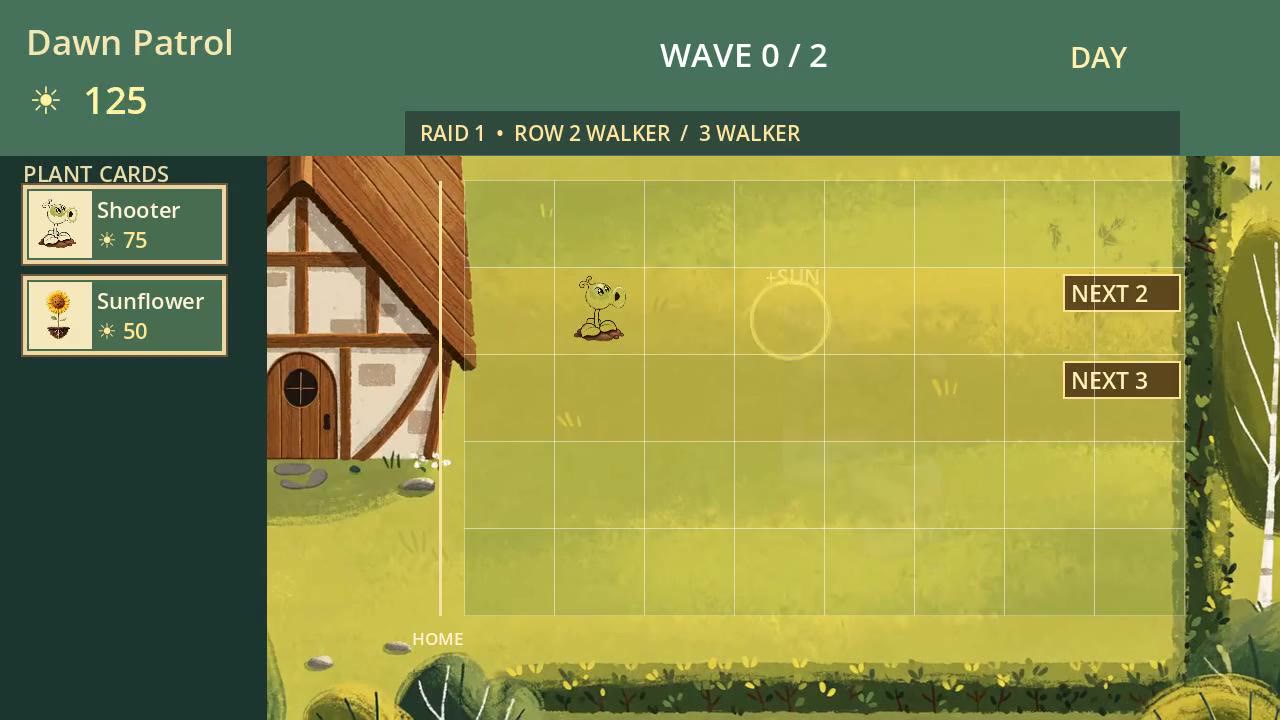 Dawn Patrol
☀ 125
WAVE 0 / 2
DAY
RAID 1 • ROW 2 WALKER / 3 WALKER
PLANT CARDS
Shooter
☀ 75
Sunflower
☀ 50
+SUN
NEXT 2
NEXT 3
HOME